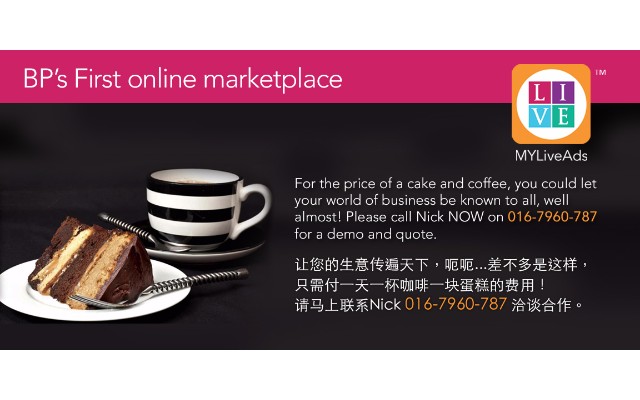 BP's First online marketplace
LI
VE
TM
MYLiveAds
For the price of a cake and coffee, you could let
your world of business be known to all, well
almost! Please call Nick NOW on 016-7960-787
for a demo and quote.
让您的生意传遍天下，呃呃...差不多是这样，
只需付一天一杯咖啡一块蛋糕的费用！
请马上联系Nick 016-7960-787 洽谈合作。